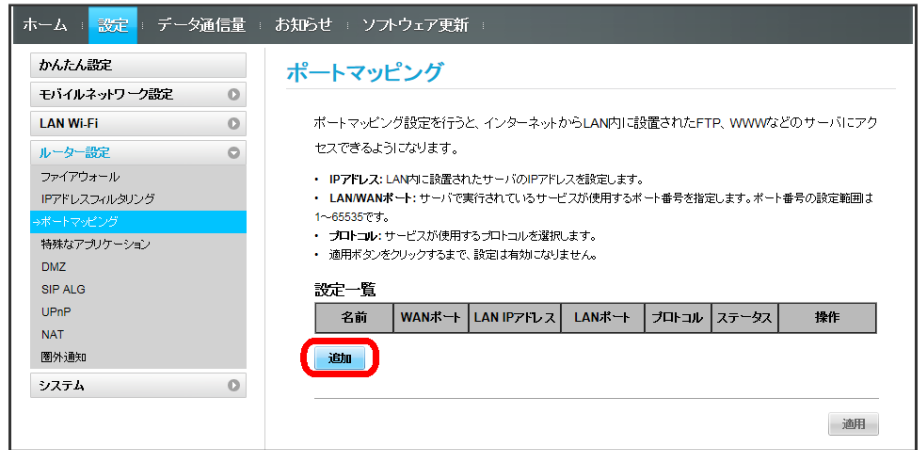 ホーム 設定 データ通信量 お知らせ ソフトウェア更新
かんたん設定
モバイルネットワーク設定
LAN Wi-Fi
ルーター設定
ファイアウォール
IPアドレスフィルタリング
→ポートマッピング
特殊なアプリケーション
DMZ
SIP ALG
UPnP
NAT
圏外通知
システム
ポートマッピング
ポートマッピング設定を行うと、インターネットからLAN内に設置されたFTP、WWWなどのサーバにアク
セスできるようになります。
・ IPアドレス: LAN内に設置されたサーバのIPアドレスを設定します。
・ LAN/WANポート: サーバで実行されているサービスが使用するポート番号を指定します。ポート番号の設定範囲は
1～65535です。
・ プロトコル: サービスが使用するプロトコルを選択します。
・ 適用ボタンをクリックするまで、設定は有効になりません。
設定一覧
名前 WANポート LAN IPアドレス LANポート プロトコル ステータス 操作
追加
適用